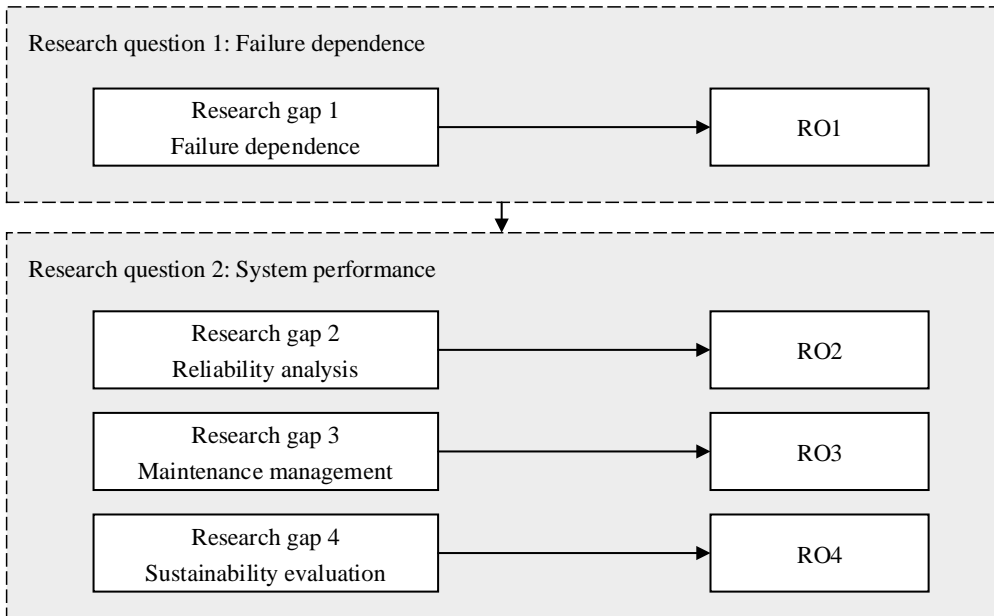 Research question 1: Failure dependence
Research gap 1
Failure dependence
RO1
Research question 2: System performance
Research gap 2
Reliability analysis
RO2
Research gap 3
Maintenance management
RO3
Research gap 4
Sustainability evaluation
RO4